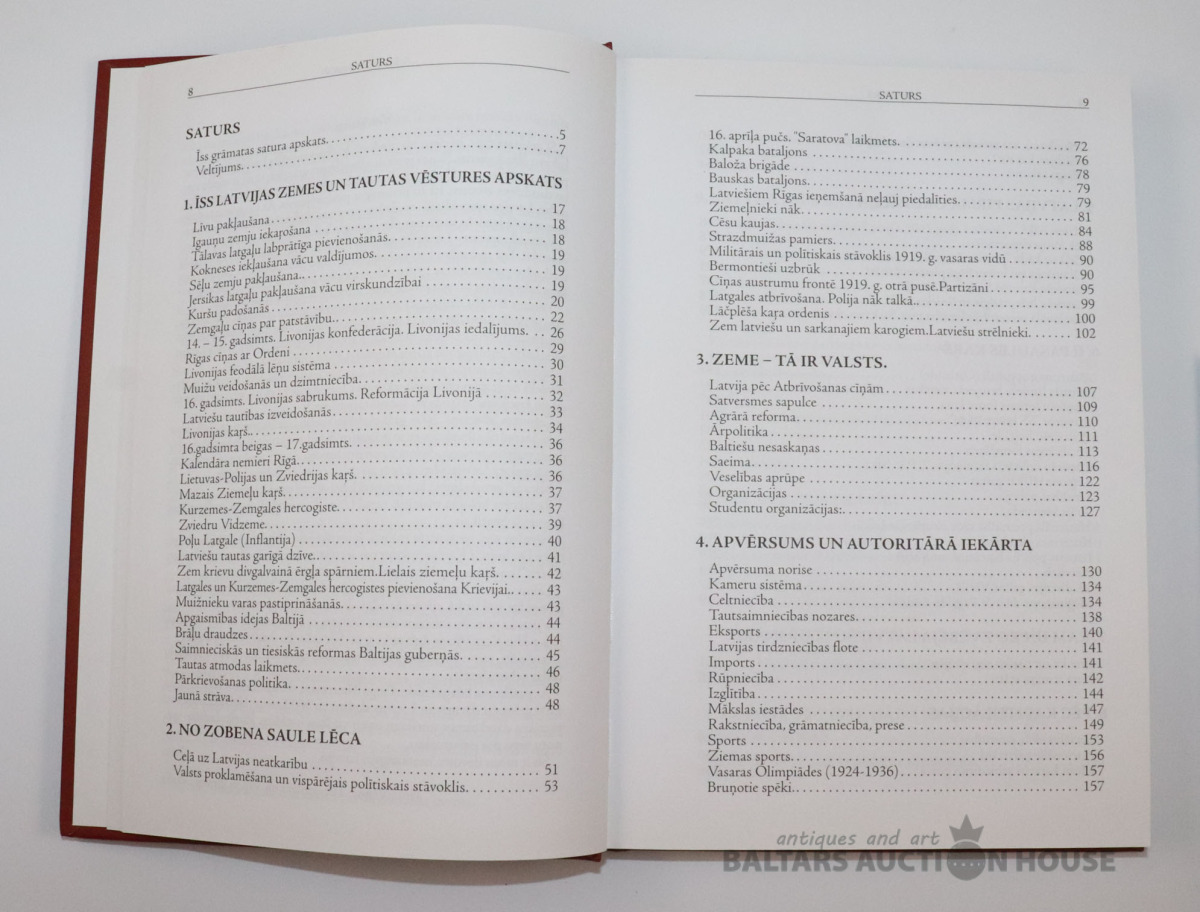 8
SATURS
SATURS
Īss grāmatas satura apskats. . . . 5
Veltījums. . . . 7
1. ĪSS LATVIJAS ZEMES UN TAUTAS VĒSTURES APSKATS
Līvu pakļaušana . . . . 17
Igauņu zemju iekaŗošana . . . . 18
Tālavas latgaļu labprātīga pievienošanās. . . . 18
Kokneses iekļaušana vācu valdījumos. . . . 19
Sēļu zemju pakļaušana.. . . . 19
Jersikas latgaļu pakļaušana vācu virskundzībai . . . . 19
Kuršu padošanās . . . . 20
Zemgaļu cīņas par patstāvību.. . . . 22
14. – 15. gadsimts. Livonijas konfederācija. Livonijas iedalījums. . . . 26
Rīgas cīņas ar Ordeni . . . . 29
Livonijas feodālā lēņu sistēma . . . . 30
Muižu veidošanās un dzimtniecība. . . . 31
16. gadsimts. Livonijas sabrukums. Reformācija Livonijā . . . . 32
Latviešu tautības izveidošanās . . . . 33
Livonijas kaŗš.. . . . 34
16.gadsimta beigas – 17.gadsimts. . . . 36
Kalendāra nemieri Rīgā. . . . 36
Lietuvas-Polijas un Zviedrijas kaŗš. . . . 36
Mazais Ziemeļu kaŗš. . . . 37
Kurzemes-Zemgales hercogiste. . . . 37
Zviedru Vidzeme. . . . 39
Poļu Latgale (Inflantija) . . . . 40
Latviešu tautas garīgā dzīve.. . . . 41
Zem krievu divgalvainā ērgļa spārniem.Lielais ziemeļu kaŗš. . . . 42
Latgales un Kurzemes-Zemgales hercogistes pievienošana Krievijai.. . . . 43
Muižnieku varas pastiprināšanās. . . . 43
Apgaismības idejas Baltijā . . . . 44
Brāļu draudzes . . . . 44
Saimnieciskās un tiesiskās reformas Baltijas guberņās. . . . 45
Tautas atmodas laikmets. . . . 46
Pārkrievošanas politika. . . . 48
Jaunā strāva. . . . 48
2. NO ZOBENA SAULE LĒCA
Ceļā uz Latvijas neatkarību . . . . 51
Valsts proklamēšana un vispārējais polītiskais stāvoklis. . . . 53
SATURS
9
16. aprīļa pučs. "Saratova" laikmets. . . . 72
Kalpaka bataljons . . . . 76
Baloža brigāde . . . . 78
Bauskas bataljons. . . . 79
Latviešiem Rīgas ieņemšanā neļauj piedalīties. . . . 79
Ziemeļnieki nāk. . . . 81
Cēsu kaujas. . . . 84
Strazdmuižas pamiers. . . . 88
Militārais un polītiskais stāvoklis 1919. g. vasaras vidū . . . . 90
Bermontieši uzbrūk . . . . 90
Cīņas austrumu frontē 1919. g. otrā pusē.Partizāni . . . . 95
Latgales atbrīvošana. Polija nāk talkā.. . . . 99
Lāčplēša kaŗa ordenis . . . . 100
Zem latviešu un sarkanajiem karogiem.Latviešu strēlnieki. . . . 102
3. ZEME – TĀ IR VALSTS.
Latvija pēc Atbrīvošanas cīņām . . . . 107
Satversmes sapulce . . . . 109
Agrārā reforma. . . . 110
Ārpolitika . . . . 111
Baltiešu nesaskaņas . . . . 113
Saeima. . . . 116
Veselības aprūpe . . . . 122
Organizācijas . . . . 123
Studentu organizācijas:. . . . 127
4. APVĒRSUMS UN AUTORITĀRĀ IEKĀRTA
Apvērsuma norise . . . . 130
Kameru sistēma . . . . 134
Celtniecība . . . . 134
Tautsaimniecības nozares. . . . 138
Eksports . . . . 140
Latvijas tirdzniecības flote . . . . 141
Imports . . . . 141
Rūpniecība . . . . 142
Izglītība . . . . 144
Mākslas iestādes . . . . 147
Rakstniecība, grāmatniecība, prese . . . . 149
Sports . . . . 153
Ziemas sports. . . . 156
Vasaras Olimpiādes (1924-1936) . . . . 157
Bruņotie spēki.. . . . 157
antiques and art
BALTARS AUCTION HOUSE